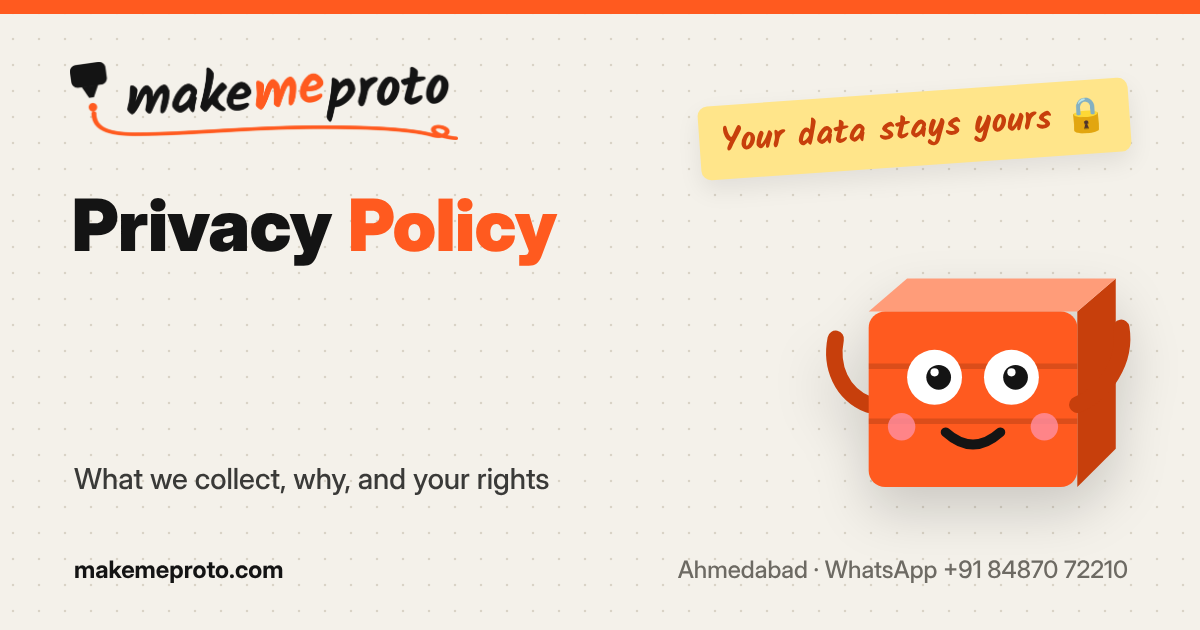 makemeproto
Your data stays yours
Privacy Policy
What we collect, why, and your rights
makemeproto.com
Ahmedabad · WhatsApp +91 84870 72210